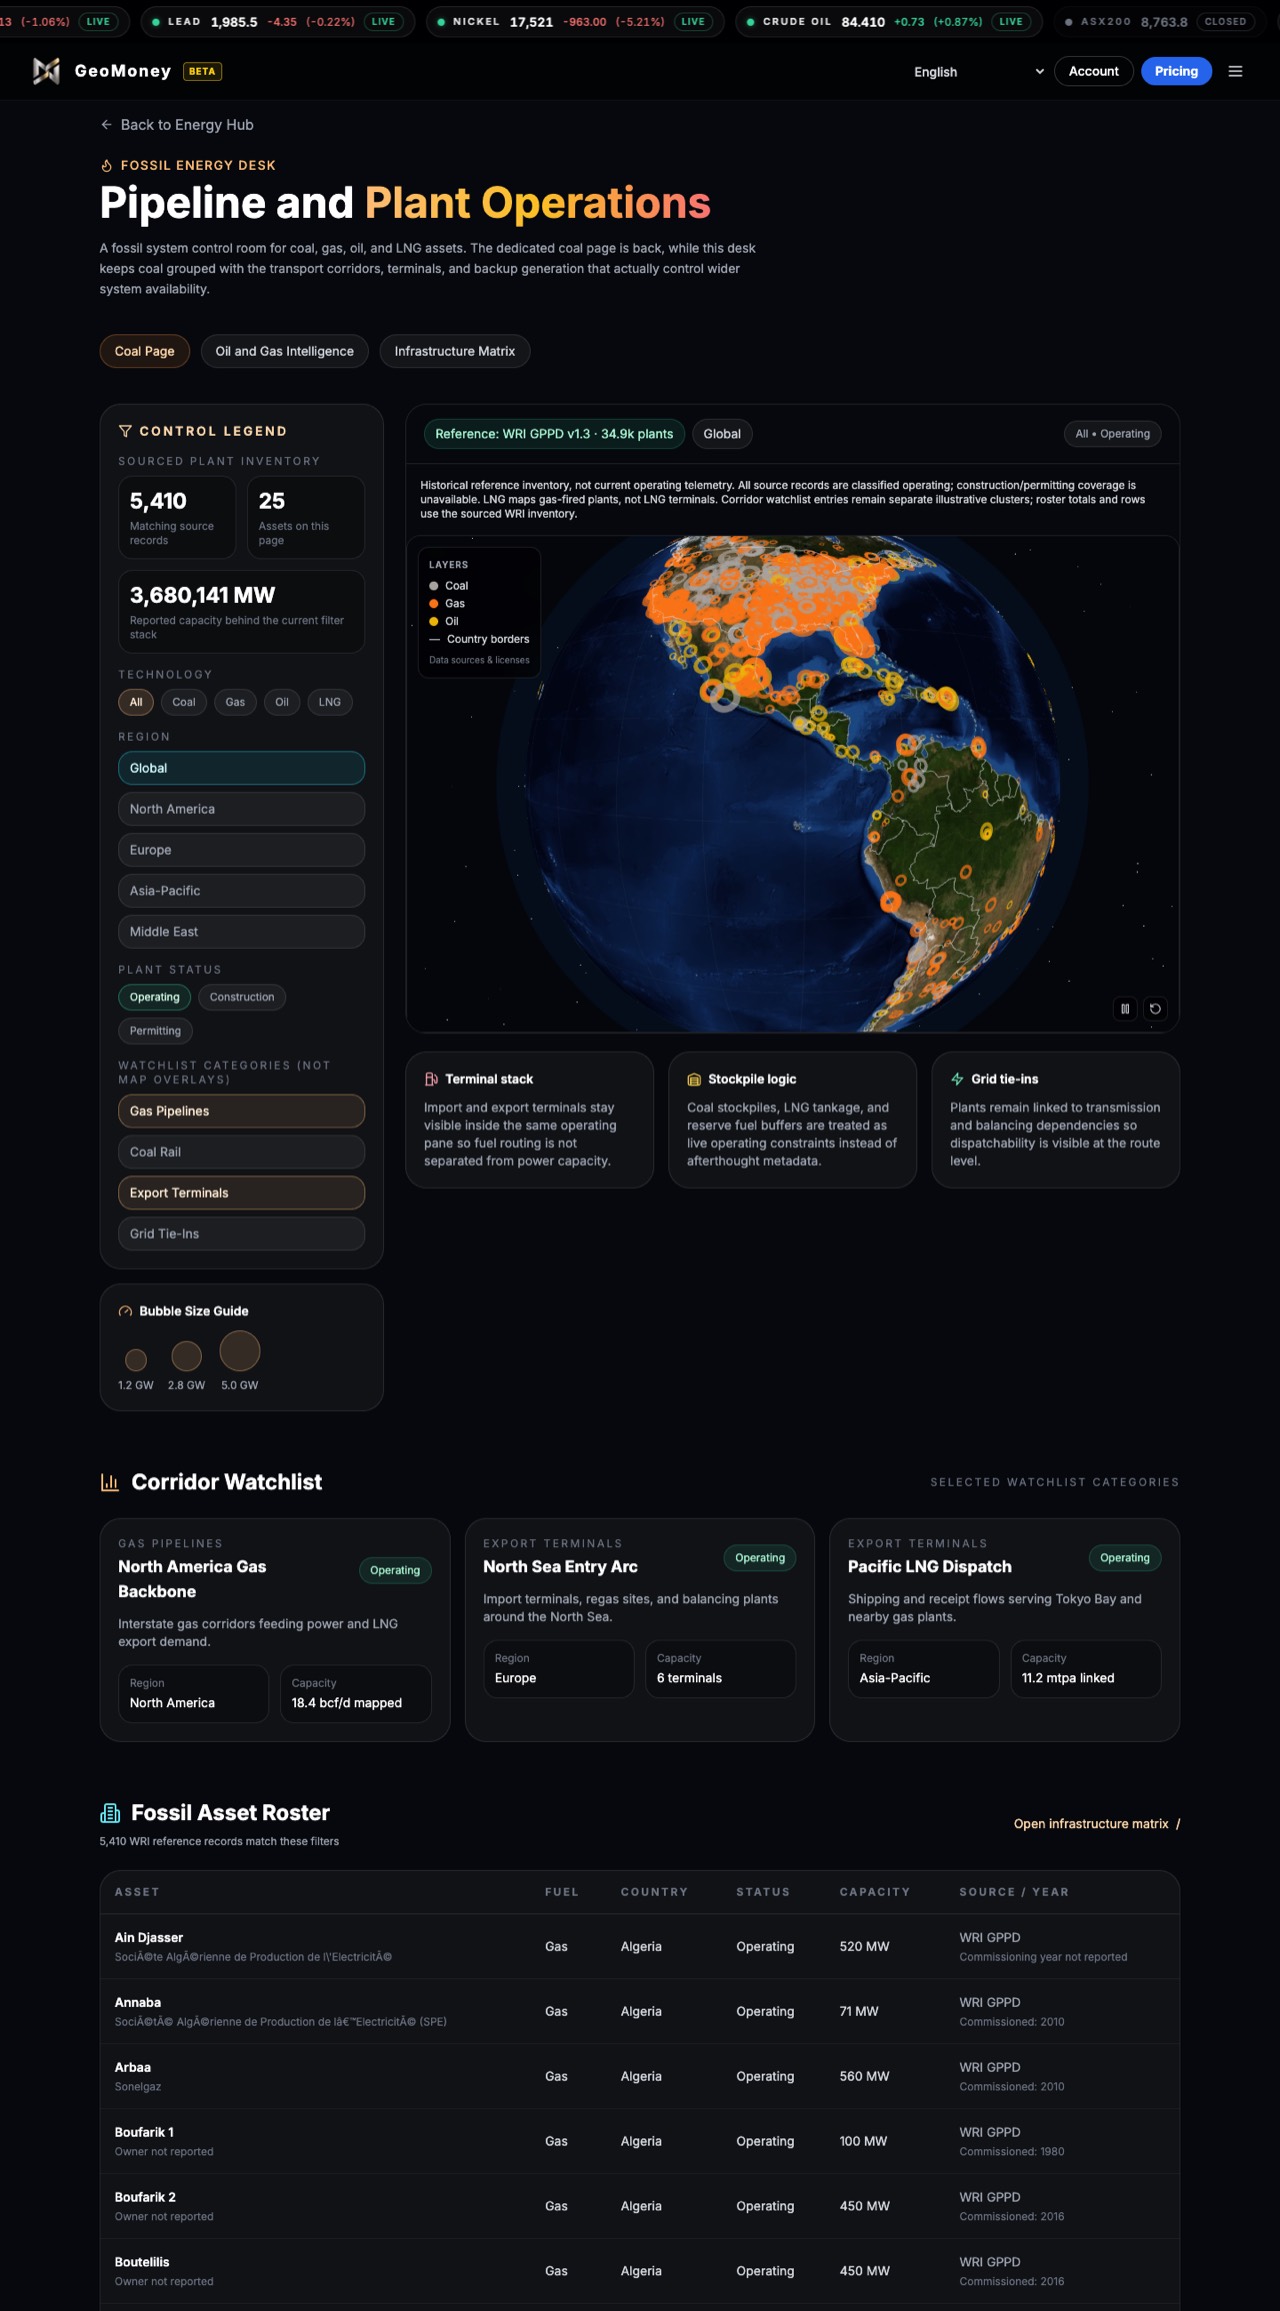 13 (-1.06%) LIVE
LEAD 1,985.5 -4.35 (-0.22%) LIVE
NICKEL 17,521 -963.00 (-5.21%) LIVE
CRUDE OIL 84.410 +0.73 (+0.87%) LIVE
ASX200 8,763.8 CLOSED
GeoMoney BETA
English
Account
Pricing
Back to Energy Hub
FOSSIL ENERGY DESK
Pipeline and Plant Operations
A fossil system control room for coal, gas, oil, and LNG assets. The dedicated coal page is back, while this desk
keeps coal grouped with the transport corridors, terminals, and backup generation that actually control wider
system availability.
Coal Page
Oil and Gas Intelligence
Infrastructure Matrix
CONTROL LEGEND
SOURCED PLANT INVENTORY
5,410
Matching source
records
25
Assets on this
page
3,680,141 MW
Reported capacity behind the current filter
stack
TECHNOLOGY
All
Coal
Gas
Oil
LNG
REGION
Global
North America
Europe
Asia-Pacific
Middle East
PLANT STATUS
Operating
Construction
Permitting
WATCHLIST CATEGORIES (NOT
MAP OVERLAYS)
Gas Pipelines
Coal Rail
Export Terminals
Grid Tie-Ins
Bubble Size Guide
1.2 GW
2.8 GW
5.0 GW
Reference: WRI GPPD v1.3 · 34.9k plants
Global
All • Operating
Historical reference inventory, not current operating telemetry. All source records are classified operating; construction/permitting coverage is
unavailable. LNG maps gas-fired plants, not LNG terminals. Corridor watchlist entries remain separate illustrative clusters; roster totals and rows
use the sourced WRI inventory.
LAYERS
Coal
Gas
Oil
Country borders
Data sources & licenses
Terminal stack
Import and export terminals stay
visible inside the same operating
pane so fuel routing is not
separated from power capacity.
Stockpile logic
Coal stockpiles, LNG tankage, and
reserve fuel buffers are treated as
live operating constraints instead of
afterthought metadata.
Grid tie-ins
Plants remain linked to transmission
and balancing dependencies so
dispatchability is visible at the route
level.
Corridor Watchlist
SELECTED WATCHLIST CATEGORIES
GAS PIPELINES
North America Gas
Backbone
Operating
Interstate gas corridors feeding power and LNG
export demand.
Region
North America
Capacity
18.4 bcf/d mapped
EXPORT TERMINALS
North Sea Entry Arc
Operating
Import terminals, regas sites, and balancing plants
around the North Sea.
Region
Europe
Capacity
6 terminals
EXPORT TERMINALS
Pacific LNG Dispatch
Operating
Shipping and receipt flows serving Tokyo Bay and
nearby gas plants.
Region
Asia-Pacific
Capacity
11.2 mtpa linked
Fossil Asset Roster
5,410 WRI reference records match these filters
Open infrastructure matrix /
ASSET FUEL COUNTRY STATUS CAPACITY SOURCE / YEAR
Ain Djasser
SociÃ©te AlgÃ©rienne de Production de l\'ElectricitÃ©
Gas Algeria Operating 520 MW
WRI GPPD
Commissioning year not reported
Annaba
SociÃ©tÃ© AlgÃ©rienne de Production de lâ€™ElectricitÃ© (SPE)
Gas Algeria Operating 71 MW
WRI GPPD
Commissioned: 2010
Arbaa
Sonelgaz
Gas Algeria Operating 560 MW
WRI GPPD
Commissioned: 2010
Boufarik 1
Owner not reported
Gas Algeria Operating 100 MW
WRI GPPD
Commissioned: 1980
Boufarik 2
Owner not reported
Gas Algeria Operating 450 MW
WRI GPPD
Commissioned: 2016
Boutelilis
Owner not reported
Gas Algeria Operating 450 MW
WRI GPPD
Commissioned: 2016